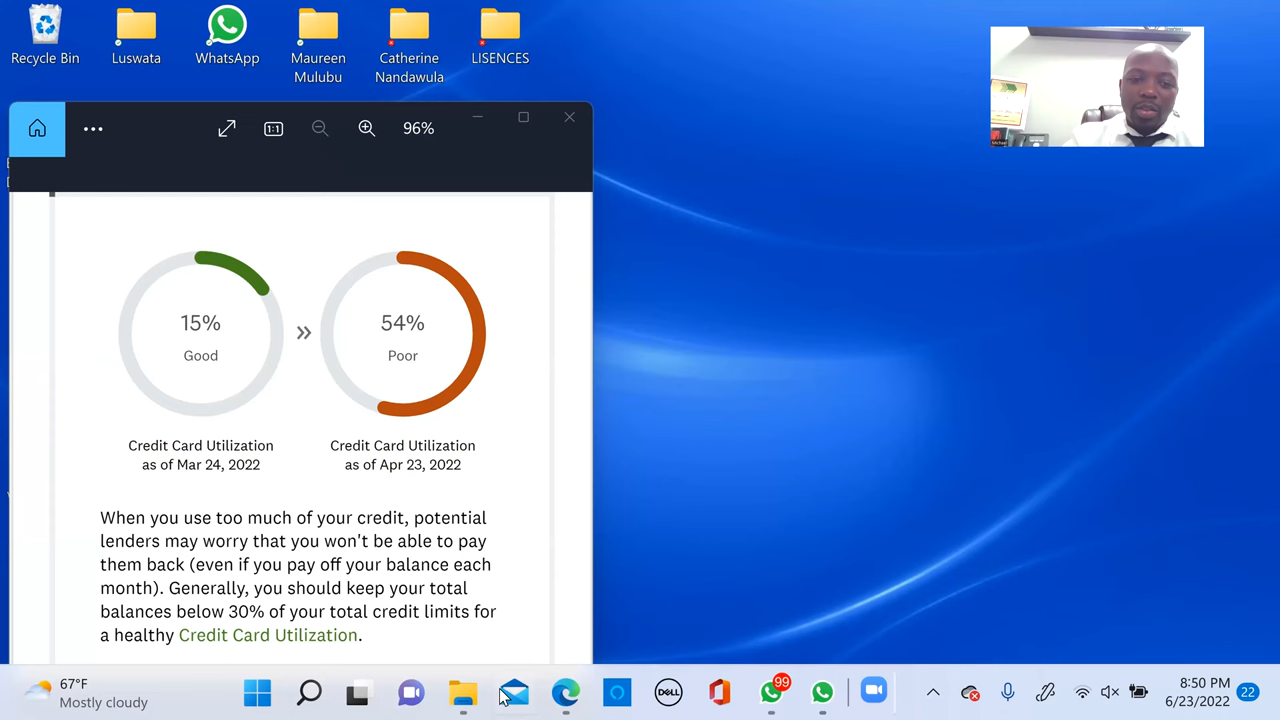 Recycle Bin
Luswata
WhatsApp
Maureen
Mulubu
Catherine
Nandawula
LISENCES
1:1
96%
15%
Good
54%
Poor
Credit Card Utilization
as of Mar 24, 2022
Credit Card Utilization
as of Apr 23, 2022
When you use too much of your credit, potential
lenders may worry that you won't be able to pay
them back (even if you pay off your balance each
month). Generally, you should keep your total
balances below 30% of your total credit limits for
a healthy Credit Card Utilization.
67°F
Mostly cloudy
DELL
99
8:50 PM
6/23/2022
22